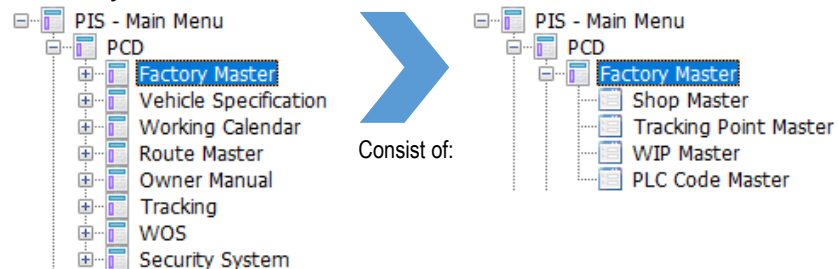 PIS - Main Menu
PCD
Factory Master
Vehicle Specification
Working Calendar
Route Master
Owner Manual
Tracking
WOS
Security System
Consist of:
PIS - Main Menu
PCD
Factory Master
Shop Master
Tracking Point Master
WIP Master
PLC Code Master